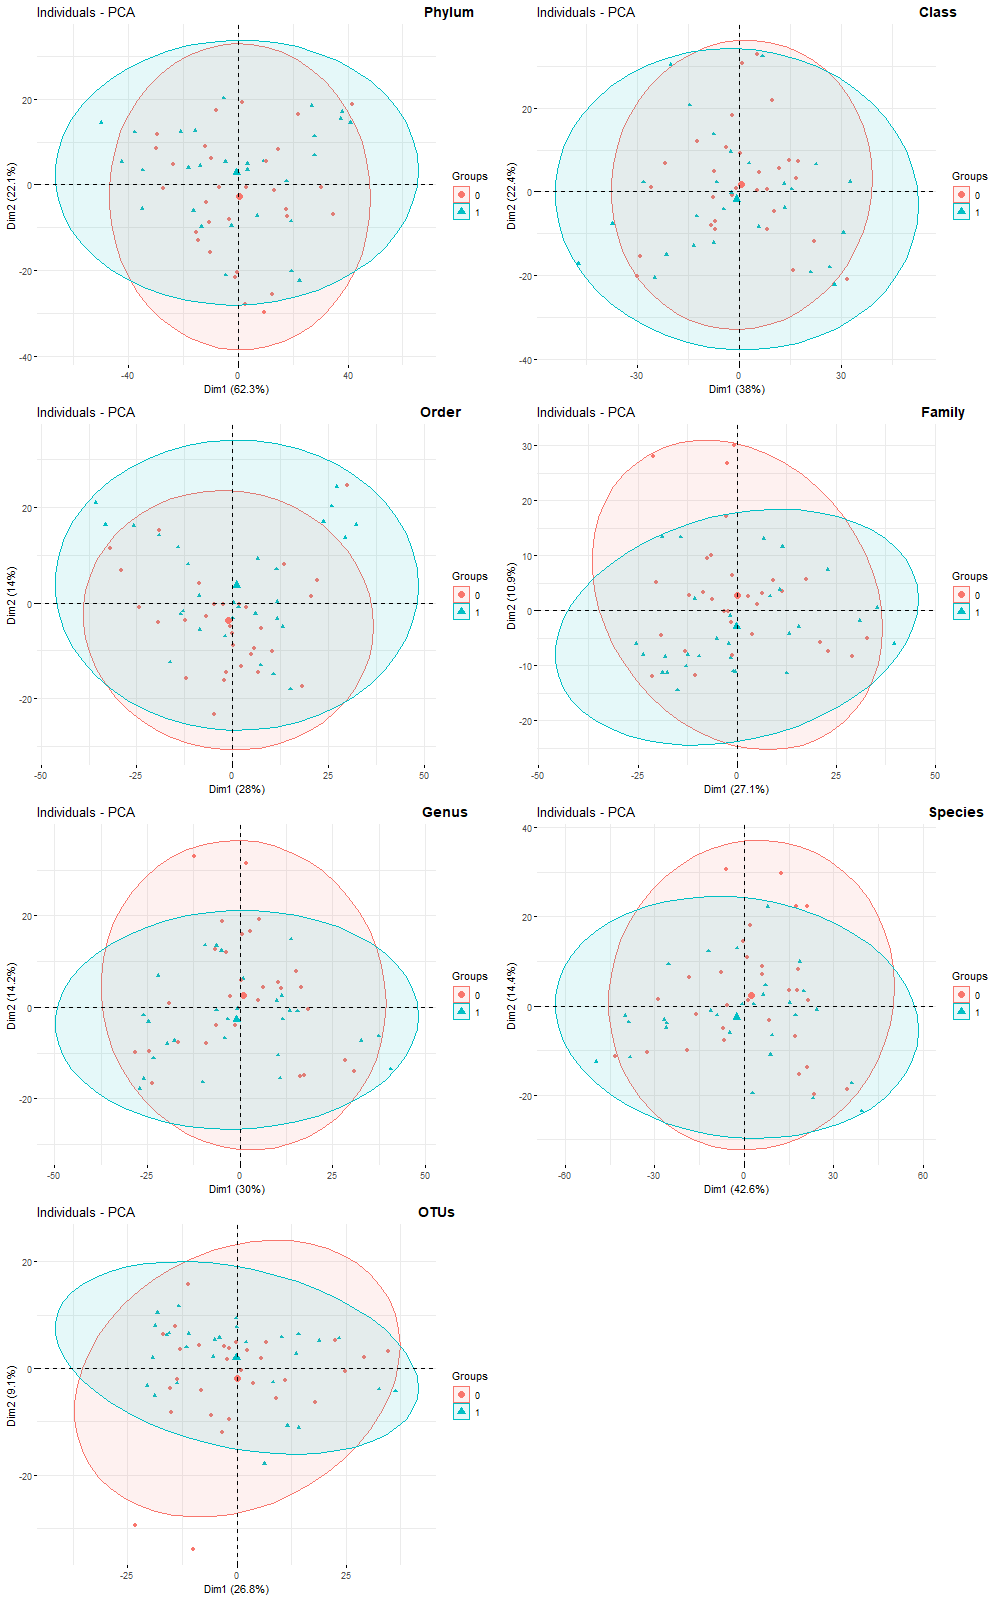 Individuals - PCA
Phylum
20
0
-20
-40
-40
0
40
Dim1 (62.3%)
Dim2 (22.1%)
Groups
0
1
Individuals - PCA
Class
20
0
-20
-40
-30
0
30
Dim1 (38%)
Dim2 (22.4%)
Groups
0
1
Individuals - PCA
Order
20
0
-20
-50
-25
0
25
50
Dim1 (28%)
Dim2 (14%)
Groups
0
1
Individuals - PCA
Family
30
20
10
0
-10
-20
-50
-25
0
25
50
Dim1 (27.1%)
Dim2 (10.9%)
Groups
0
1
Individuals - PCA
Genus
20
0
-20
-50
-25
0
25
50
Dim1 (30%)
Dim2 (14.2%)
Groups
0
1
Individuals - PCA
Species
40
20
0
-20
-60
-30
0
30
60
Dim1 (42.6%)
Dim2 (14.4%)
Groups
0
1
Individuals - PCA
OTUs
20
0
-20
-25
0
25
Dim1 (26.8%)
Dim2 (9.1%)
Groups
0
1